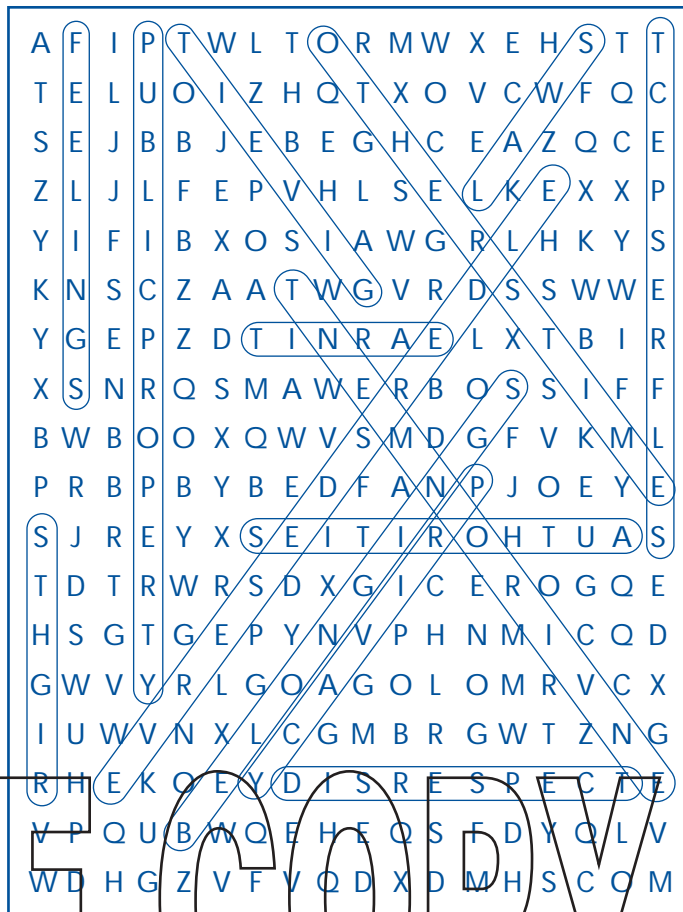 A F I P T W L T O R M W X E H S T T
T E L U O I Z H Q T X O V C W F Q C
S E J B B J E B E G H C E A Z Q C E
Z L J L F E P V H L S E L K E X X P
Y I F I B X O S I A W G R L H K Y S
K N S C Z A A T W G V R D S S W W E
Y G E P Z D T I N R A E L X T B I R
X S N R Q S M A W E R B O S S I F F
B W B O O X Q W V S M D G F V K M L
P R B P B Y B E D F A N P J O E Y E
S J R E Y X S E I T I R O H T U A S
T D T R W R S D X G I C E R O G Q E
H S G T G E P Y N V P H N M I C Q D
G W V Y R L G O A G O L O M R V C X
I U W V N X L C G M B R G W T Z N G
R H E K O E Y D I S R E S P E C T E
V P Q U B W Q E H E Q S F D Y Q L V
W D H G Z V F V Q D X D M H S C O M
E COPY